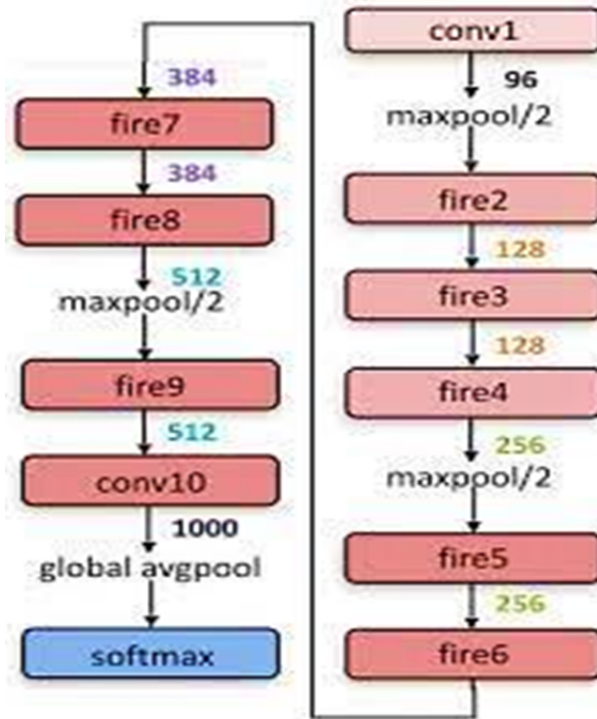 conv1
96
maxpool/2
fire2
128
fire3
128
fire4
256
maxpool/2
fire5
256
fire6
384
fire7
384
fire8
512
maxpool/2
fire9
512
conv10
1000
global avgpool
softmax